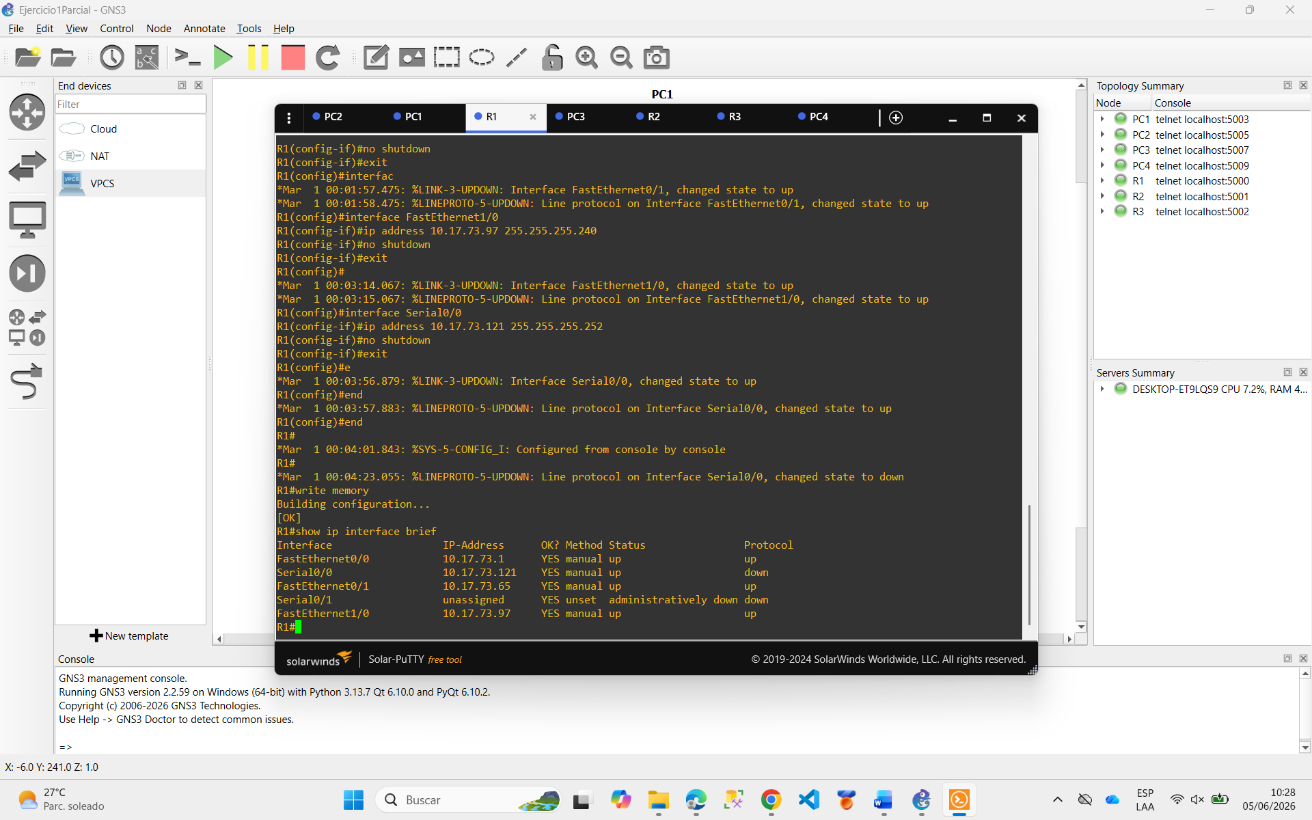 Ejercicio1Parcial - GNS3
File Edit View Control Node Annotate Tools Help
End devices
Filter
Cloud
NAT
VPCS
New template
PC1
PC2 PC1 R1 PC3 R2 R3 PC4
R1(config-if)#no shutdown
R1(config-if)#exit
R1(config)#interfac
*Mar  1 00:01:57.475: %LINK-3-UPDOWN: Interface FastEthernet0/1, changed state to up
*Mar  1 00:01:58.475: %LINEPROTO-5-UPDOWN: Line protocol on Interface FastEthernet0/1, changed state to up
R1(config)#interface FastEthernet1/0
R1(config-if)#ip address 10.17.73.97 255.255.255.240
R1(config-if)#no shutdown
R1(config-if)#exit
R1(config)#
*Mar  1 00:03:14.067: %LINK-3-UPDOWN: Interface FastEthernet1/0, changed state to up
*Mar  1 00:03:15.067: %LINEPROTO-5-UPDOWN: Line protocol on Interface FastEthernet1/0, changed state to up
R1(config)#interface Serial0/0
R1(config-if)#ip address 10.17.73.121 255.255.255.252
R1(config-if)#no shutdown
R1(config-if)#exit
R1(config)#e
*Mar  1 00:03:56.879: %LINK-3-UPDOWN: Interface Serial0/0, changed state to up
R1(config)#end
*Mar  1 00:03:57.883: %LINEPROTO-5-UPDOWN: Line protocol on Interface Serial0/0, changed state to up
R1(config)#end
R1#
*Mar  1 00:04:01.843: %SYS-5-CONFIG_I: Configured from console by console
R1#
*Mar  1 00:04:23.055: %LINEPROTO-5-UPDOWN: Line protocol on Interface Serial0/0, changed state to down
R1#write memory
Building configuration...
[OK]
R1#show ip interface brief
Interface IP-Address OK? Method Status Protocol
FastEthernet0/0 10.17.73.1 YES manual up up
Serial0/0 10.17.73.121 YES manual up down
FastEthernet0/1 10.17.73.65 YES manual up up
Serial0/1 unassigned YES unset administratively down down
FastEthernet1/0 10.17.73.97 YES manual up up
R1#
solarwinds Solar-PuTTY free tool © 2019-2024 SolarWinds Worldwide, LLC. All rights reserved.
Topology Summary
Node Console
PC1 telnet localhost:5003
PC2 telnet localhost:5005
PC3 telnet localhost:5007
PC4 telnet localhost:5009
R1 telnet localhost:5000
R2 telnet localhost:5001
R3 telnet localhost:5002
Servers Summary
DESKTOP-ET9LQS9 CPU 7.2%, RAM 4...
Console
GNS3 management console.
Running GNS3 version 2.2.59 on Windows (64-bit) with Python 3.13.7 Qt 6.10.0 and PyQt 6.10.2.
Copyright (c) 2006-2026 GNS3 Technologies.
Use Help -> GNS3 Doctor to detect common issues.
=>
X: -6.0 Y: 241.0 Z: 1.0
27°C
Parc. soleado
Buscar
ESP
LAA
10:28
05/06/2026